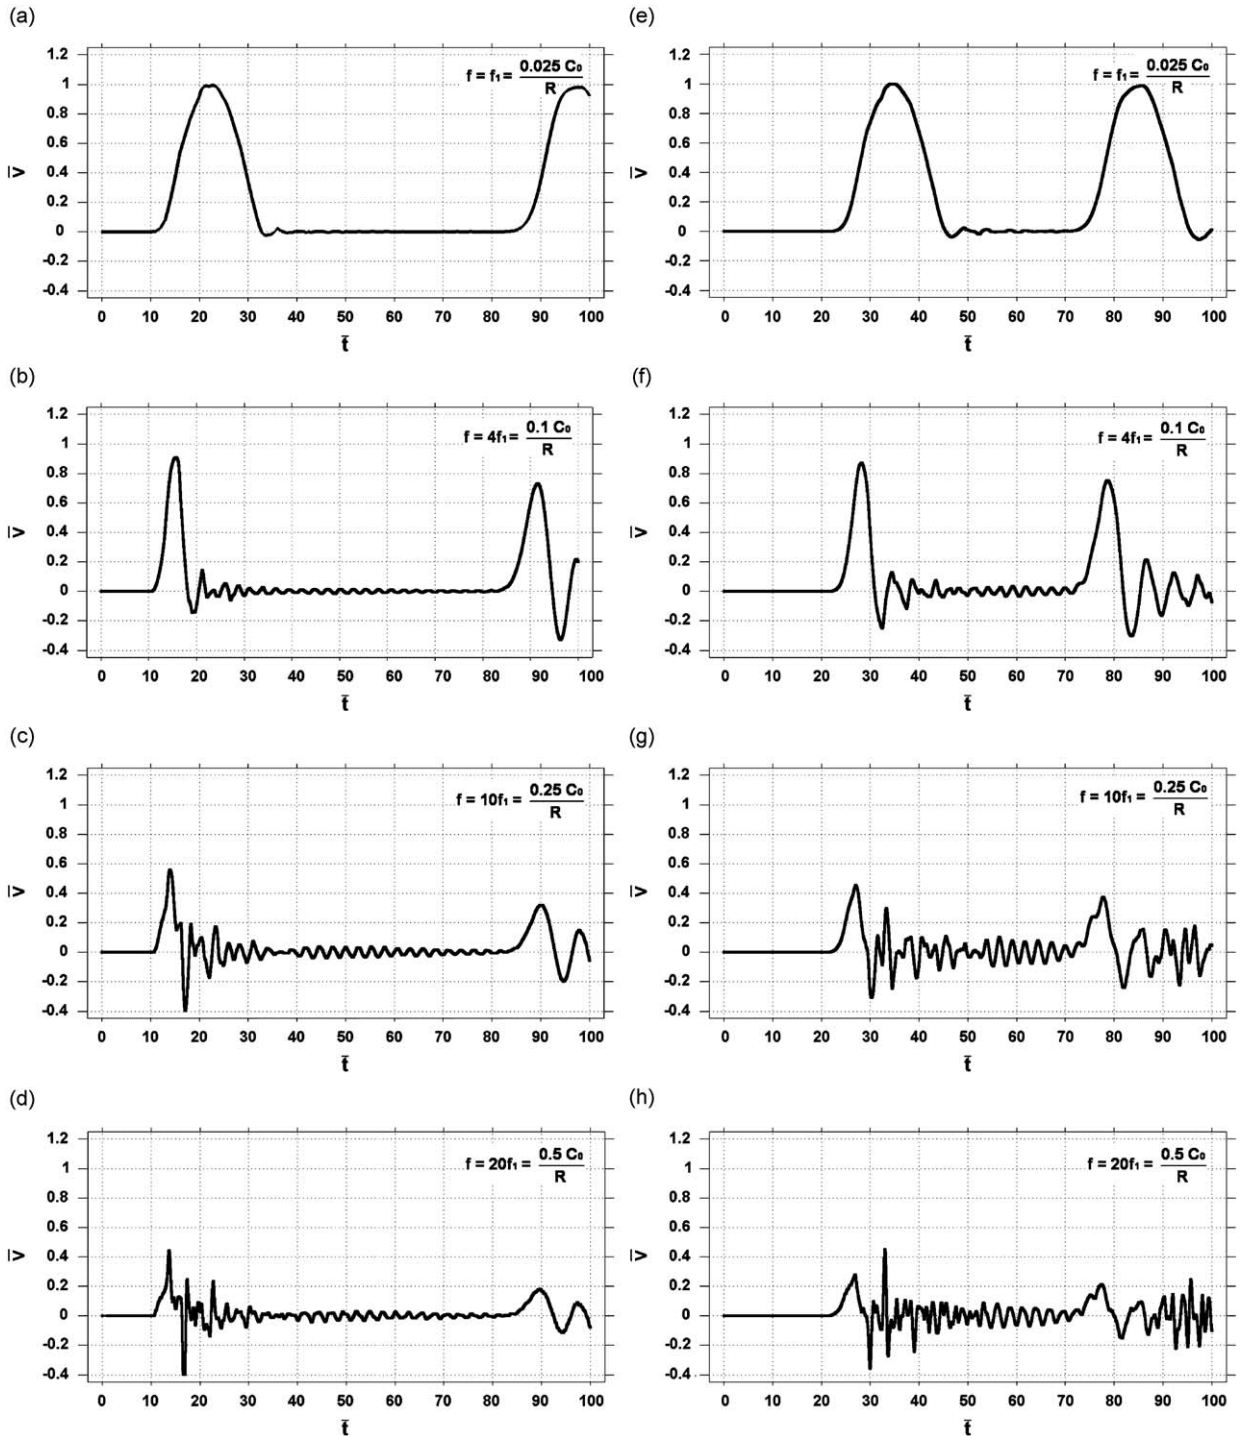 (a)
1.2
1
0.8
0.6
0.4
0.2
0
-0.2
-0.4
v̄
f = f₁ = 0.025 C₀
R
0 10 20 30 40 50 60 70 80 90 100
t̄
(e)
1.2
1
0.8
0.6
0.4
0.2
0
-0.2
-0.4
v̄
f = f₁ = 0.025 C₀
R
0 10 20 30 40 50 60 70 80 90 100
t̄
(b)
1.2
1
0.8
0.6
0.4
0.2
0
-0.2
-0.4
v̄
f = 4f₁ = 0.1 C₀
R
0 10 20 30 40 50 60 70 80 90 100
t̄
(f)
1.2
1
0.8
0.6
0.4
0.2
0
-0.2
-0.4
v̄
f = 4f₁ = 0.1 C₀
R
0 10 20 30 40 50 60 70 80 90 100
t̄
(c)
1.2
1
0.8
0.6
0.4
0.2
0
-0.2
-0.4
v̄
f = 10f₁ = 0.25 C₀
R
0 10 20 30 40 50 60 70 80 90 100
t̄
(g)
1.2
1
0.8
0.6
0.4
0.2
0
-0.2
-0.4
v̄
f = 10f₁ = 0.25 C₀
R
0 10 20 30 40 50 60 70 80 90 100
t̄
(d)
1.2
1
0.8
0.6
0.4
0.2
0
-0.2
-0.4
v̄
f = 20f₁ = 0.5 C₀
R
0 10 20 30 40 50 60 70 80 90 100
t̄
(h)
1.2
1
0.8
0.6
0.4
0.2
0
-0.2
-0.4
v̄
f = 20f₁ = 0.5 C₀
R
0 10 20 30 40 50 60 70 80 90 100
t̄